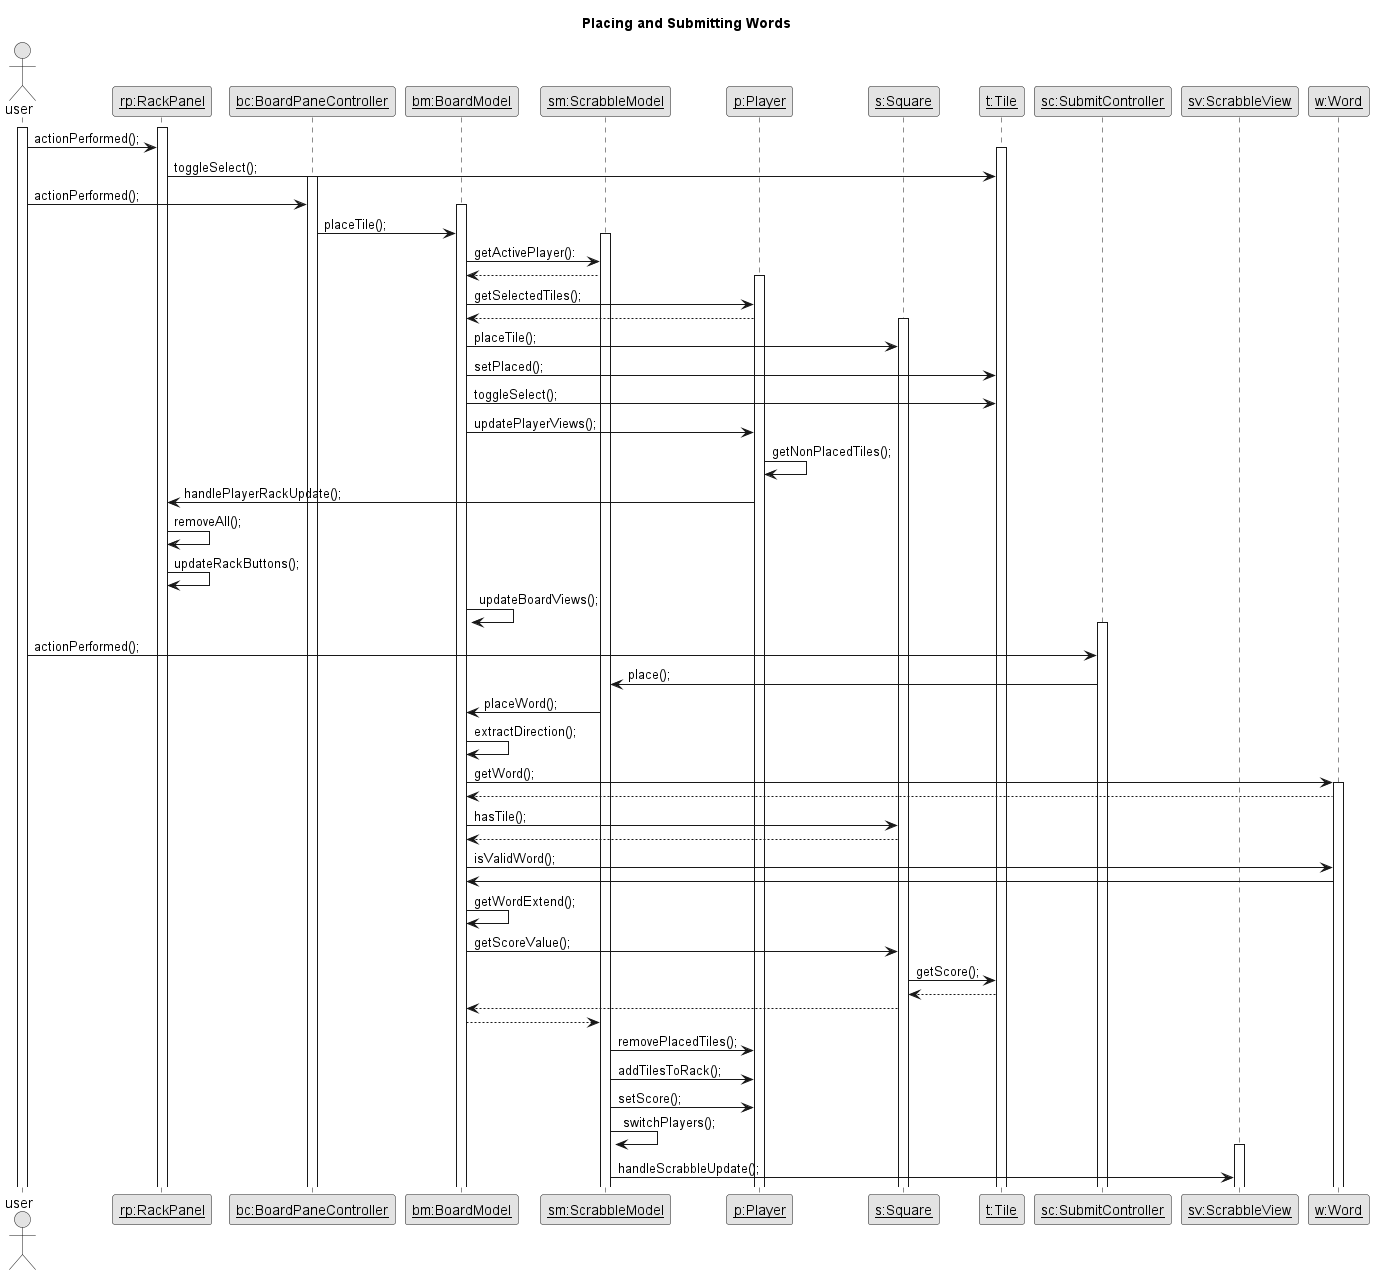 Placing and Submitting Words
user
rp:RackPanel
bc:BoardPaneController
bm:BoardModel
sm:ScrabbleModel
p:Player
s:Square
t:Tile
sc:SubmitController
sv:ScrabbleView
w:Word
actionPerformed();
toggleSelect();
actionPerformed();
placeTile();
getActivePlayer():
getSelectedTiles();
placeTile();
setPlaced();
toggleSelect();
updatePlayerViews();
getNonPlacedTiles();
handlePlayerRackUpdate();
removeAll();
updateRackButtons();
updateBoardViews();
actionPerformed();
place();
placeWord();
extractDirection();
getWord();
hasTile();
isValidWord();
getWordExtend();
getScoreValue();
getScore();
removePlacedTiles();
addTilesToRack();
setScore();
switchPlayers();
handleScrabbleUpdate();
user
rp:RackPanel
bc:BoardPaneController
bm:BoardModel
sm:ScrabbleModel
p:Player
s:Square
t:Tile
sc:SubmitController
sv:ScrabbleView
w:Word